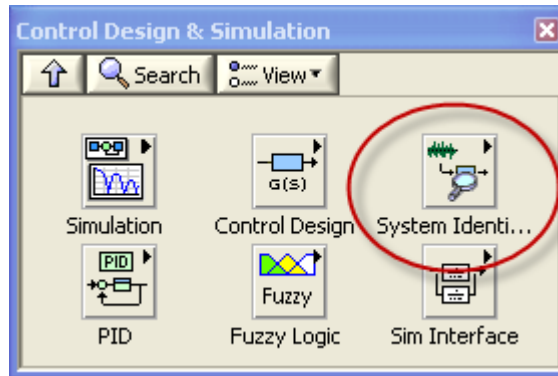 Control Design & Simulation
Search View
G(s)
Simulation Control Design System Identi...
PID Fuzzy
PID Fuzzy Logic Sim Interface